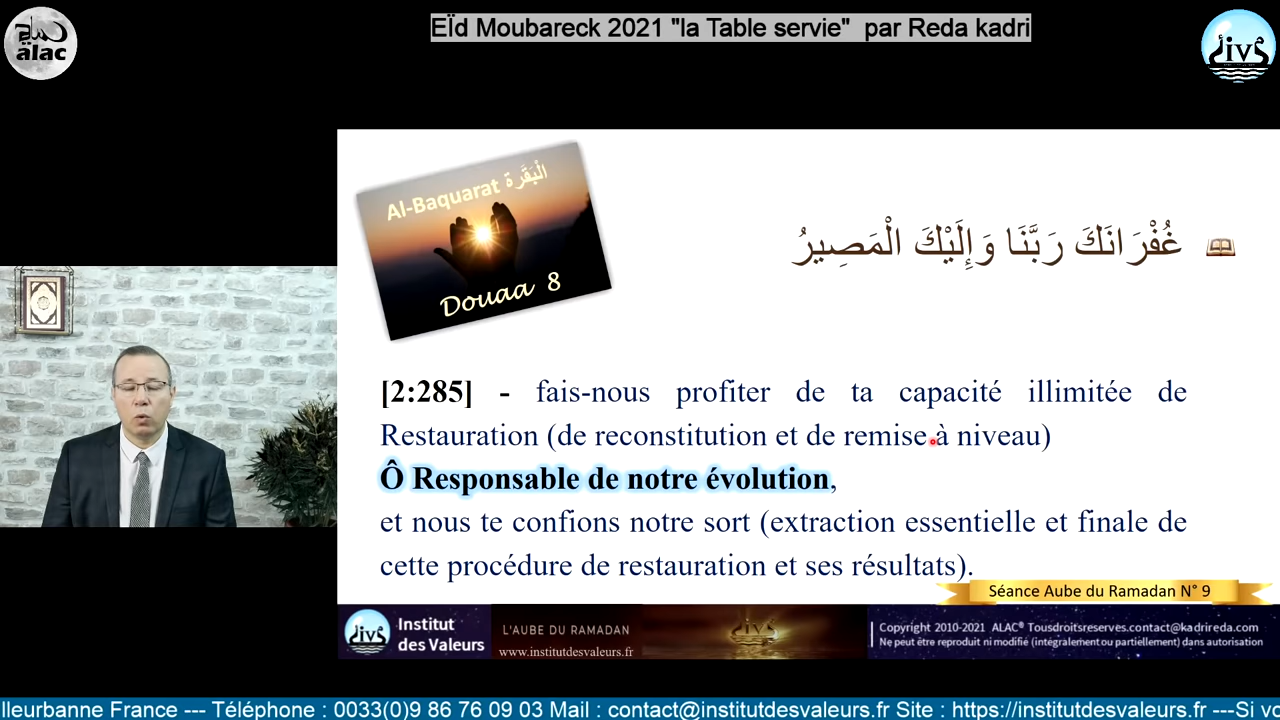 EÏd Moubareck 2021 "la Table servie" par Reda kadri
älac
Al-Baquarat الْبَقَرَة
Douaa 8
غُفْرَانَكَ رَبَّنَا وَإِلَيْكَ الْمَصِيرُ
[2:285] - fais-nous profiter de ta capacité illimitée de
Restauration (de reconstitution et de remise à niveau)
Ô Responsable de notre évolution,
et nous te confions notre sort (extraction essentielle et finale de
cette procédure de restauration et ses résultats).
Séance Aube du Ramadan N° 9
Institut
des Valeurs
L'AUBE DU RAMADAN
www.institutdesvaleurs.fr
Copyright 2010-2021 ALAC® Tousdroitsreserves.contact@kadrireda.com
Ne peut être reproduit ni modifié (intégralement ou partiellement) dans autorisation
lleurbanne France --- Téléphone : 0033(0)9 86 76 09 03 Mail : contact@institutdesvaleurs.fr Site : https://institutdesvaleurs.fr ---Si vo